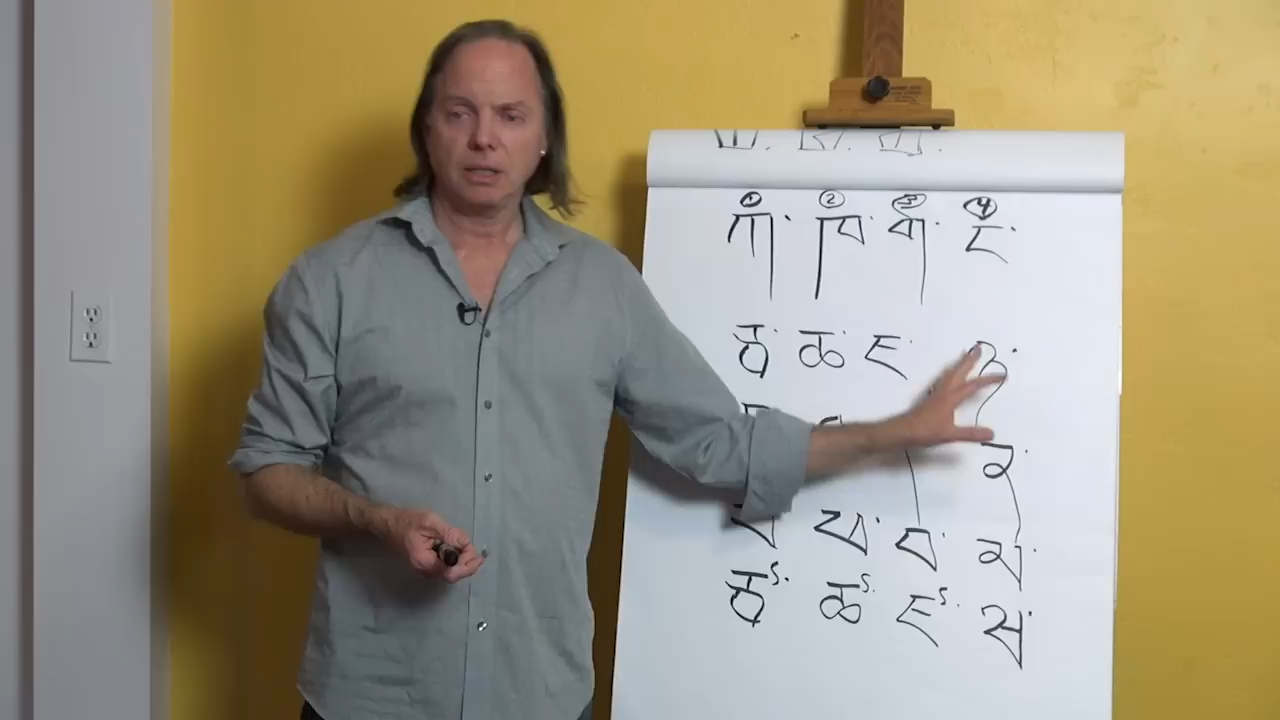 ① ② ③ ④
ཀ་ ཁ་ ག་ ང་
ཅ་ ཆ་ ཇ་ ཉ་
ན་
པ་ ཕ་ བ་ མ་
ཙ་ ཚ་ ཛ་